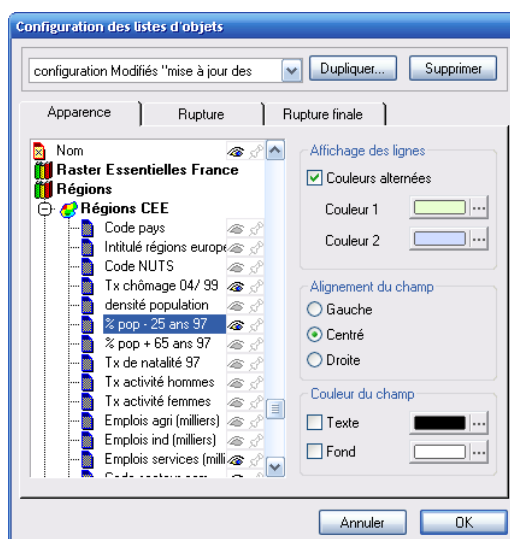 Configuration des listes d'objets
configuration Modifiés "mise à jour des
Dupliquer...
Supprimer
Apparence
Rupture
Rupture finale
Nom
Raster Essentielles France
Régions
Régions CEE
Code pays
Intitulé régions europé
Code NUTS
Tx chômage 04/ 99
densité population
% pop - 25 ans 97
% pop + 65 ans 97
Tx de natalité 97
Tx activité hommes
Tx activité femmes
Emplois agri (milliers)
Emplois ind (milliers)
Emplois services (milli
Affichage des lignes
Couleurs alternées
Couleur 1
...
Couleur 2
...
Alignement du champ
Gauche
Centré
Droite
Couleur du champ
Texte
...
Fond
...
Annuler
OK